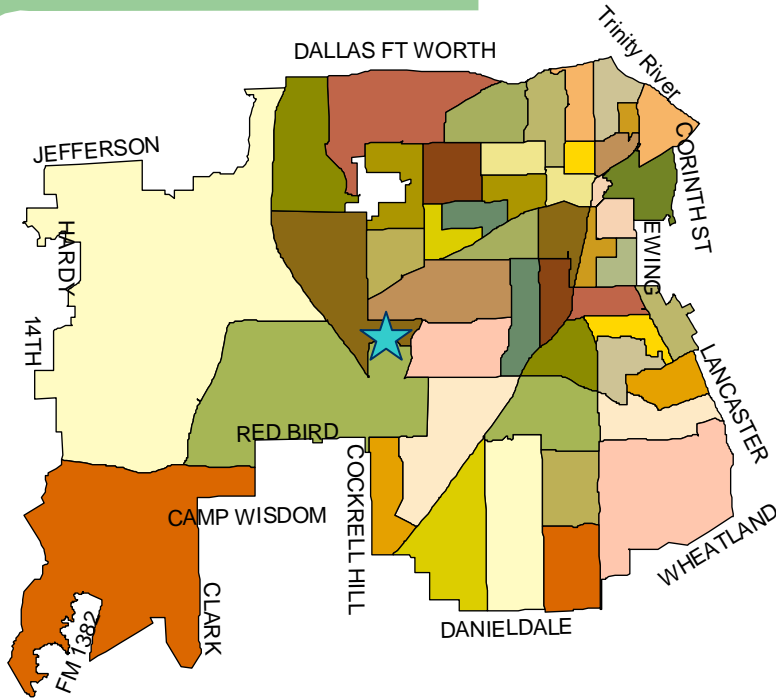 DALLAS FT WORTH
Trinity River
JEFFERSON
CORINTH ST
HARDY
EWING
14TH
LANCASTER
RED BIRD
COCKRELL HILL
CAMP WISDOM
WHEATLAND
CLARK
FM 1382
DANIELDALE